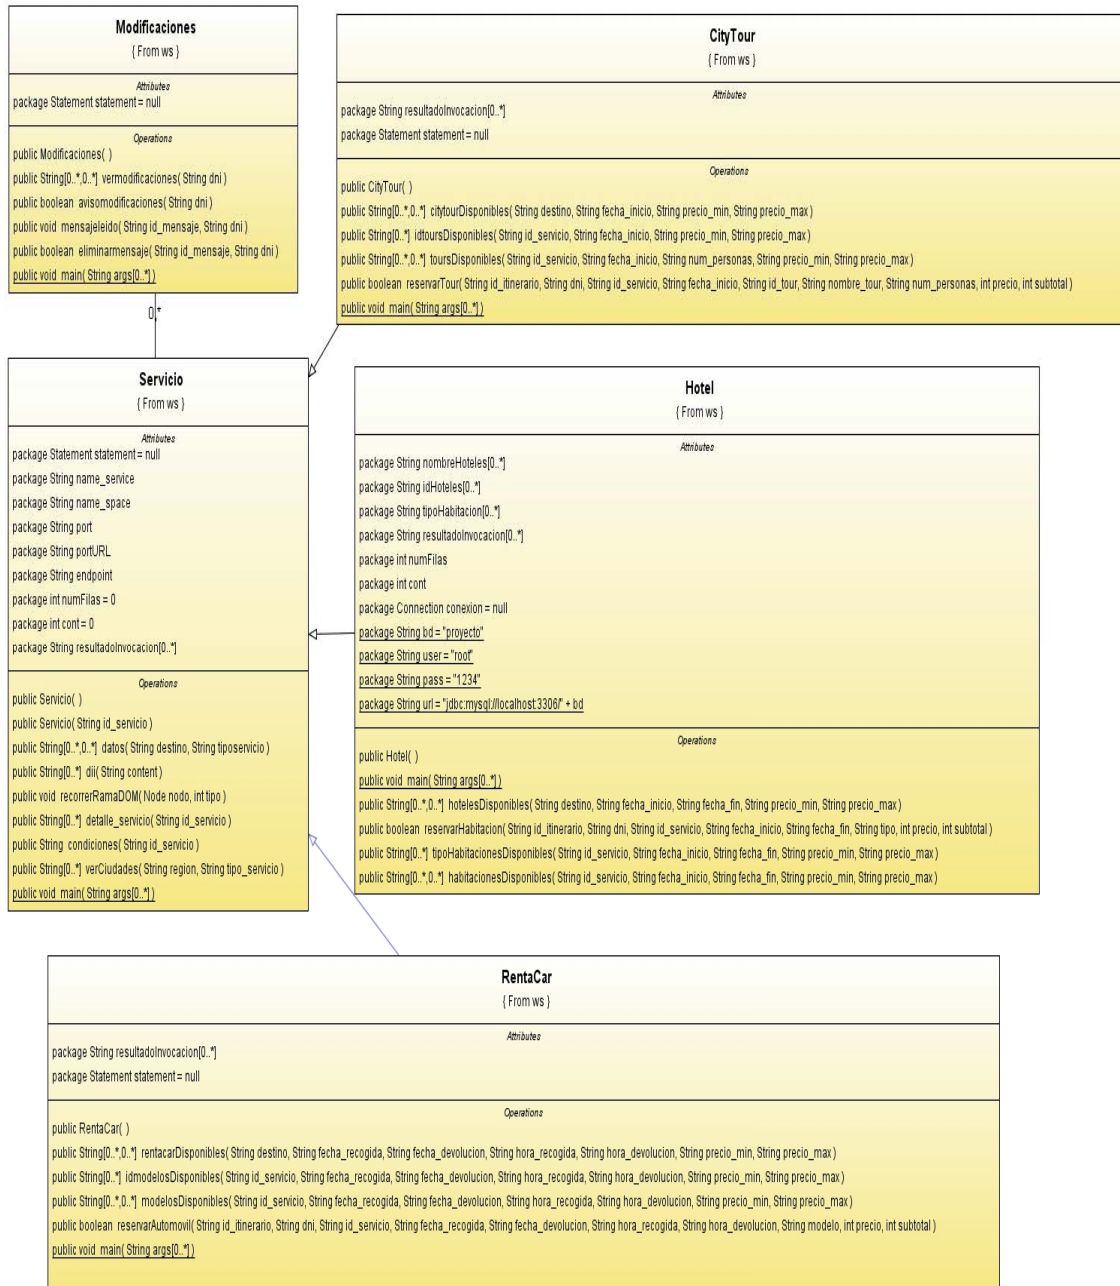 Modificaciones
{ From ws }
Attributes
package Statement statement = null
Operations
public Modificaciones( )
public String[0..*,0..*] vermodificaciones( String dni )
public boolean avisomodificaciones( String dni )
public void mensajeleido( String id_mensaje, String dni )
public boolean eliminarmensaje( String id_mensaje, String dni )
public void main( String args[0..*] )
0..*
CityTour
{ From ws }
Attributes
package String resultadoInvocacion[0..*]
package Statement statement = null
Operations
public CityTour( )
public String[0..*,0..*] citytourDisponibles( String destino, String fecha_inicio, String precio_min, String precio_max )
public String[0..*] idtoursDisponibles( String id_servicio, String fecha_inicio, String precio_min, String precio_max )
public String[0..*,0..*] toursDisponibles( String id_servicio, String fecha_inicio, String num_personas, String precio_min, String precio_max )
public boolean reservarTour( String id_itinerario, String dni, String id_servicio, String fecha_inicio, String id_tour, String nombre_tour, String num_personas, int precio, int subtotal )
public void main( String args[0..*] )
Servicio
{ From ws }
Attributes
package Statement statement = null
package String name_service
package String name_space
package String port
package String portURL
package String endpoint
package int numFilas = 0
package int cont = 0
package String resultadoInvocacion[0..*]
Operations
public Servicio( )
public Servicio( String id_servicio )
public String[0..*,0..*] datos( String destino, String tiposervicio )
public String[0..*] dii( String content )
public void recorrerRamaDOM( Node nodo, int tipo )
public String[0..*] detalle_servicio( String id_servicio )
public String condiciones( String id_servicio )
public String[0..*] verCiudades( String region, String tipo_servicio )
public void main( String args[0..*] )
Hotel
{ From ws }
Attributes
package String nombreHoteles[0..*]
package String idHoteles[0..*]
package String tipoHabitacion[0..*]
package String resultadoInvocacion[0..*]
package int numFilas
package int cont
package Connection conexion = null
package String bd = "proyecto"
package String user = "root"
package String pass = "1234"
package String url = "jdbc:mysql://localhost:3306/" + bd
Operations
public Hotel( )
public void main( String args[0..*] )
public String[0..*,0..*] hotelesDisponibles( String destino, String fecha_inicio, String fecha_fin, String precio_min, String precio_max )
public boolean reservarHabitacion( String id_itinerario, String dni, String id_servicio, String fecha_inicio, String fecha_fin, String tipo, int precio, int subtotal )
public String[0..*] tipoHabitacionesDisponibles( String id_servicio, String fecha_inicio, String fecha_fin, String precio_min, String precio_max )
public String[0..*,0..*] habitacionesDisponibles( String id_servicio, String fecha_inicio, String fecha_fin, String precio_min, String precio_max )
RentaCar
{ From ws }
Attributes
package String resultadoInvocacion[0..*]
package Statement statement = null
Operations
public RentaCar( )
public String[0..*,0..*] rentacarDisponibles( String destino, String fecha_recogida, String fecha_devolucion, String hora_recogida, String hora_devolucion, String precio_min, String precio_max )
public String[0..*] idmodelosDisponibles( String id_servicio, String fecha_recogida, String fecha_devolucion, String hora_recogida, String hora_devolucion, String precio_min, String precio_max )
public String[0..*,0..*] modelosDisponibles( String id_servicio, String fecha_recogida, String fecha_devolucion, String hora_recogida, String hora_devolucion, String precio_min, String precio_max )
public boolean reservarAutomovil( String id_itinerario, String dni, String id_servicio, String fecha_recogida, String fecha_devolucion, String hora_recogida, String hora_devolucion, String modelo, int precio, int subtotal )
public void main( String args[0..*] )